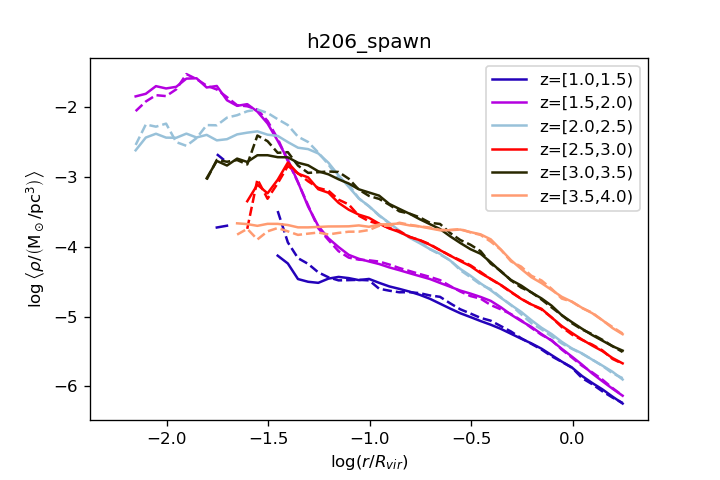 h206_spawn
z=[1.0,1.5)
z=[1.5,2.0)
z=[2.0,2.5)
z=[2.5,3.0)
z=[3.0,3.5)
z=[3.5,4.0)
−2
−3
−4
−5
−6
log ⟨ρ/(M_⊙/pc³)⟩
−2.0 −1.5 −1.0 −0.5 0.0
log(r/R_vir)